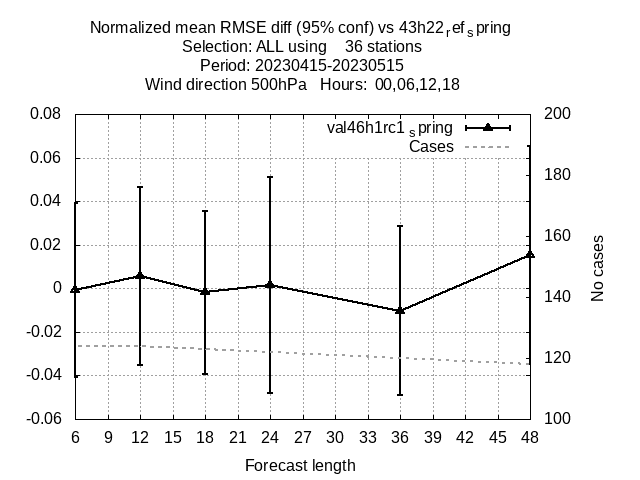 Normalized mean RMSE diff (95% conf) vs 43h22refspring
Selection: ALL using 36 stations
Period: 20230415-20230515
Wind direction 500hPa Hours: 00,06,12,18
0.08 200
val46h1rc1spring
Cases
0.06 180
0.04
0.02 160
0 140
-0.02
-0.04 120
-0.06 100
No cases
6 9 12 15 18 21 24 27 30 33 36 39 42 45 48
Forecast length